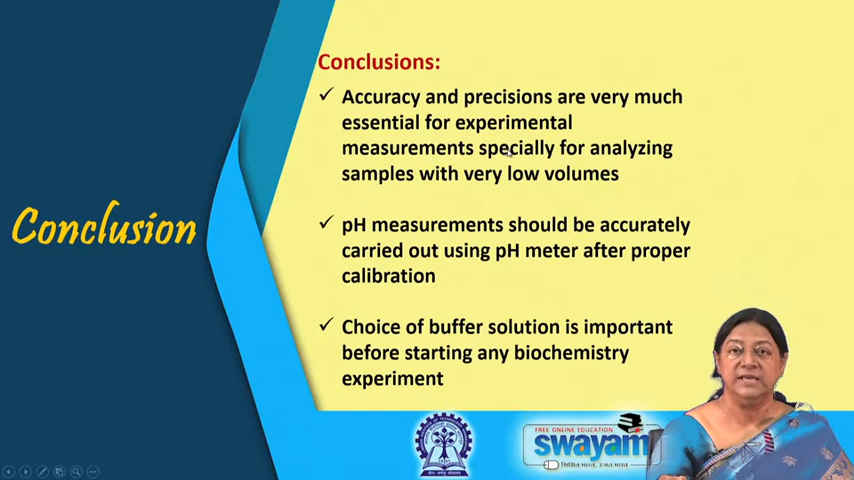 Conclusion
Conclusions:
✓ Accuracy and precisions are very much
essential for experimental
measurements specially for analyzing
samples with very low volumes
✓ pH measurements should be accurately
carried out using pH meter after proper
calibration
✓ Choice of buffer solution is important
before starting any biochemistry
experiment
FREE ONLINE EDUCATION
swayam